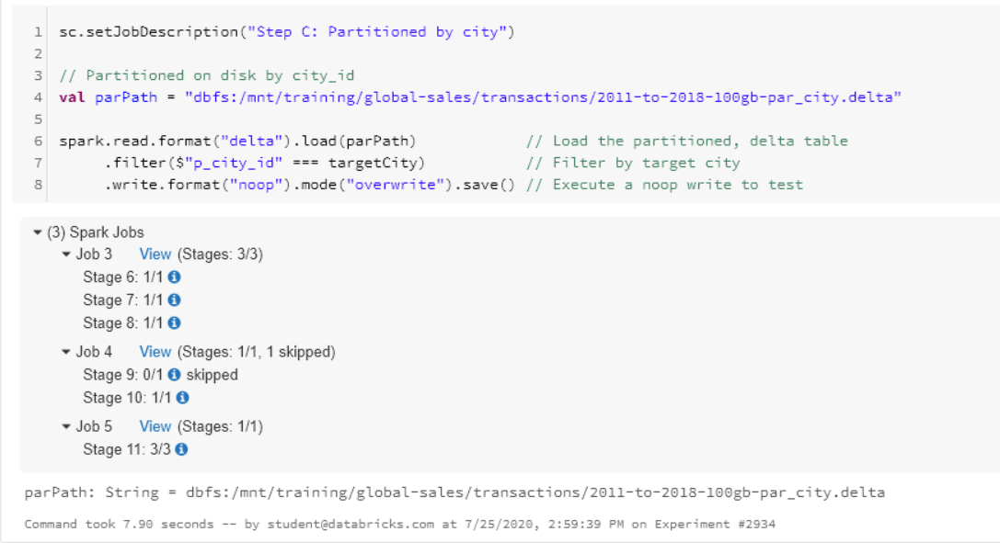 1 sc.setJobDescription("Step C: Partitioned by city")
2
3 // Partitioned on disk by city_id
4 val parPath = "dbfs:/mnt/training/global-sales/transactions/2011-to-2018-100gb-par_city.delta"
5
6 spark.read.format("delta").load(parPath) // Load the partitioned, delta table
7 .filter($"p_city_id" === targetCity) // Filter by target city
8 .write.format("noop").mode("overwrite").save() // Execute a noop write to test
(3) Spark Jobs
Job 3 View (Stages: 3/3)
Stage 6: 1/1
Stage 7: 1/1
Stage 8: 1/1
Job 4 View (Stages: 1/1, 1 skipped)
Stage 9: 0/1 skipped
Stage 10: 1/1
Job 5 View (Stages: 1/1)
Stage 11: 3/3
parPath: String = dbfs:/mnt/training/global-sales/transactions/2011-to-2018-100gb-par_city.delta
Command took 7.90 seconds -- by student@databricks.com at 7/25/2020, 2:59:39 PM on Experiment #2934